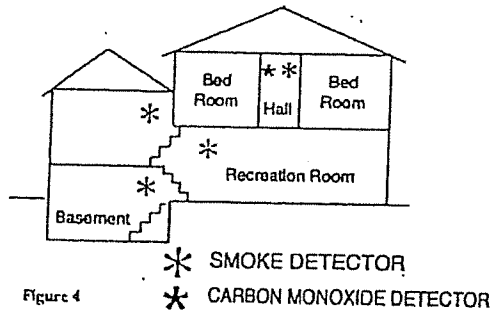 Bed Room
Hall
Bed Room
Recreation Room
Basement
SMOKE DETECTOR
Figure 4
CARBON MONOXIDE DETECTOR